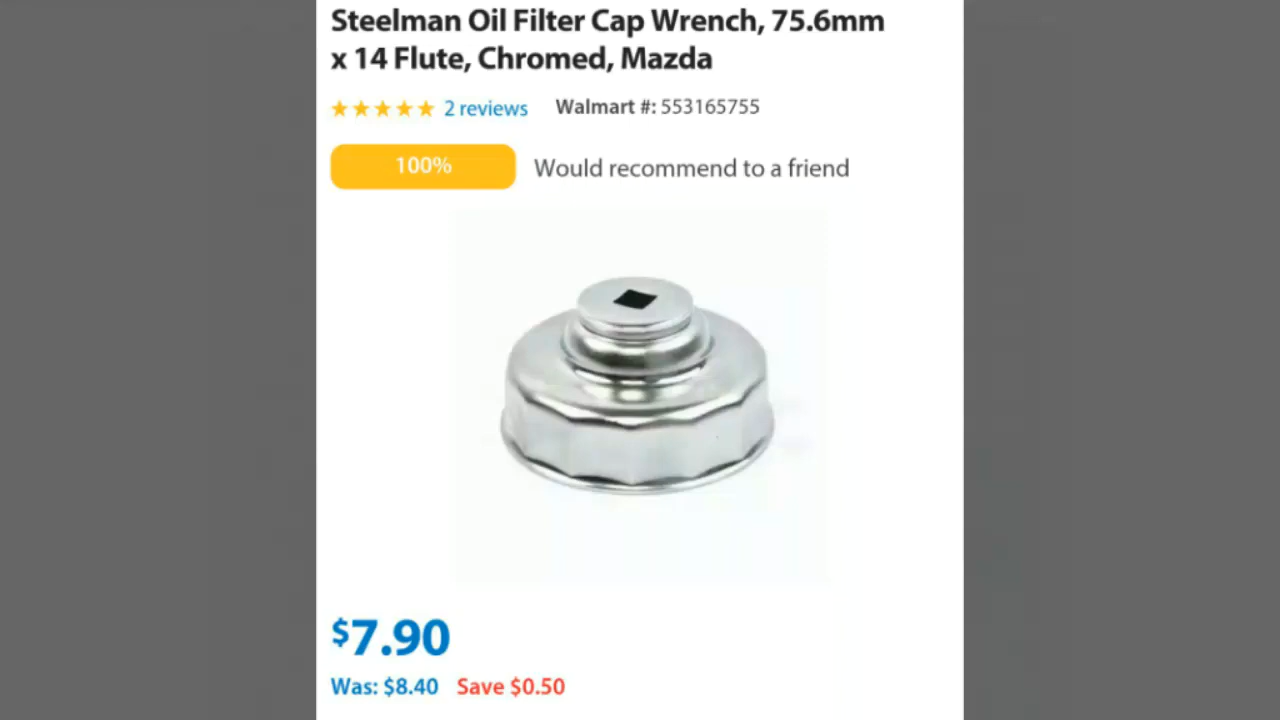 Steelman Oil Filter Cap Wrench, 75.6mm
x 14 Flute, Chromed, Mazda
2 reviews Walmart #: 553165755
100% Would recommend to a friend
$7.90
Was: $8.40 Save $0.50